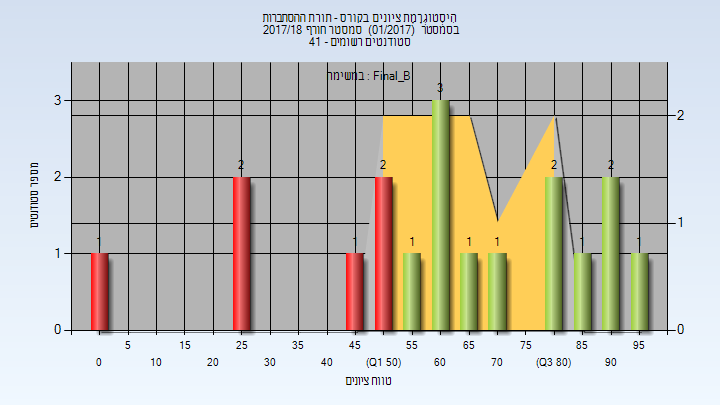 היסטוגרמת ציונים בקורס - תורת ההסתברות
בסמסטר (01/2017) סמסטר חורף 2017/18
סטודנטים רשומים - 41
במשימה : Final_B
מספר סטודנטים
3
2
1
0
2
1
0
1
2
1
2
1
3
1
1
2
1
2
1
5 15 25 35 45 55 65 75 85 95
0 10 20 30 40 (Q1 50) 60 70 (Q3 80) 90
טווח ציונים